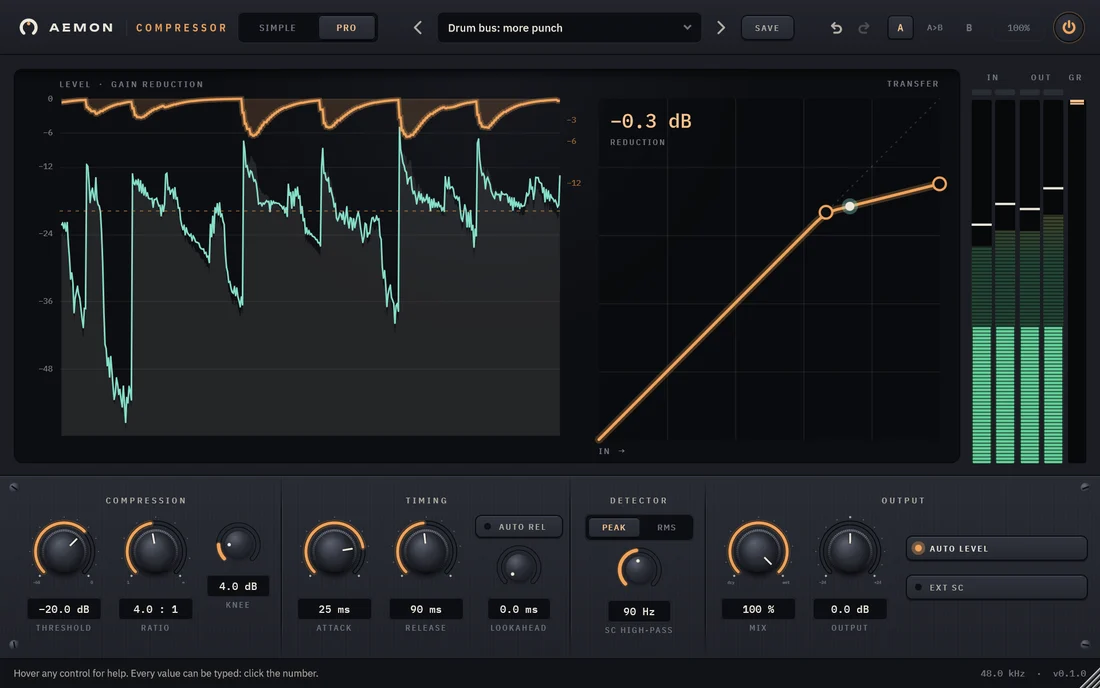 AEMON COMPRESSOR SIMPLE PRO Drum bus: more punch SAVE A A>B B 100%
LEVEL · GAIN REDUCTION TRANSFER IN OUT GR
0
-3
-6 -6
-12
-12
-24
-36
-48
−0.3 dB
REDUCTION
IN →
COMPRESSION TIMING DETECTOR OUTPUT
AUTO REL PEAK RMS
AUTO LEVEL
4.0 dB EXT SC
KNEE
−20.0 dB 4.0 : 1 25 ms 90 ms 0.0 ms 90 Hz 100 % 0.0 dB
THRESHOLD RATIO ATTACK RELEASE LOOKAHEAD SC HIGH-PASS MIX OUTPUT
Hover any control for help. Every value can be typed: click the number. 48.0 kHz · v0.1.0